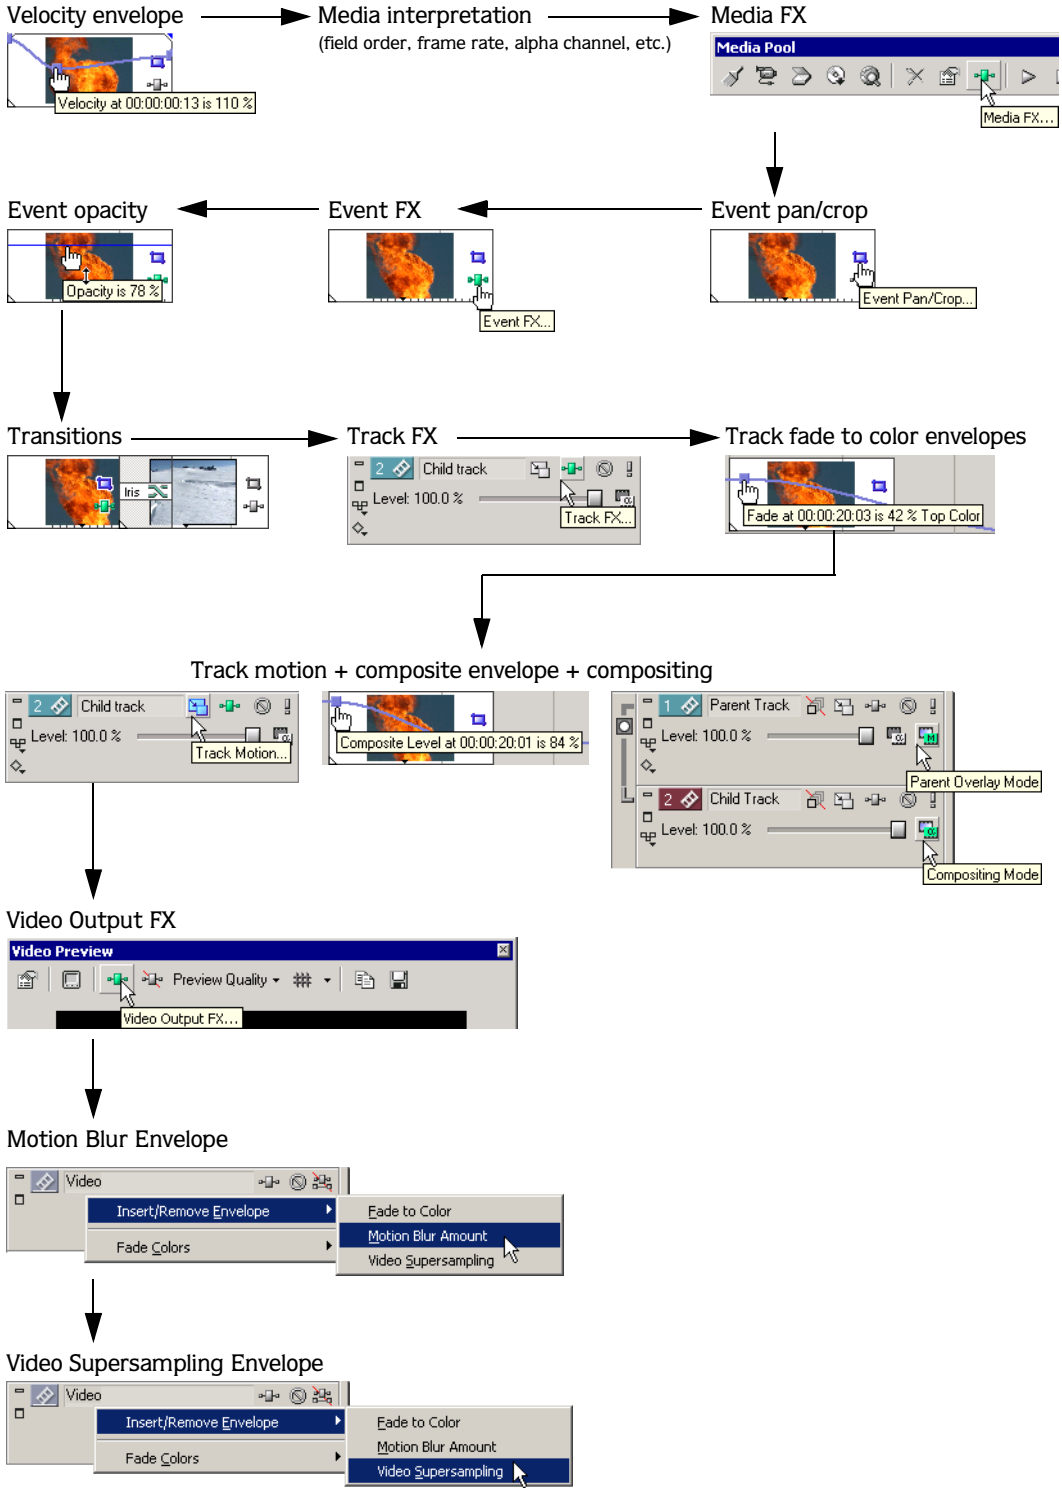 Velocity envelope
Media interpretation
Media FX
(field order, frame rate, alpha channel, etc.)
Media Pool
Velocity at 00:00:00:13 is 110 %
Media FX...
Event opacity
Event FX
Event pan/crop
Opacity is 78 %
Event FX...
Event Pan/Crop...
Transitions
Track FX
Track fade to color envelopes
Iris
2 Child track
Level: 100.0 %
Track FX...
Fade at 00:00:20:03 is 42 % Top Color
Track motion + composite envelope + compositing
2 Child track
Level: 100.0 %
Track Motion...
Composite Level at 00:00:20:01 is 84 %
1 Parent Track
Level: 100.0 %
Parent Overlay Mode
2 Child Track
Level: 100.0 %
Compositing Mode
Video Output FX
Video Preview
Preview Quality
Video Output FX...
Motion Blur Envelope
Video
Insert/Remove Envelope
Fade Colors
Fade to Color
Motion Blur Amount
Video Supersampling
Video Supersampling Envelope
Video
Insert/Remove Envelope
Fade Colors
Fade to Color
Motion Blur Amount
Video Supersampling